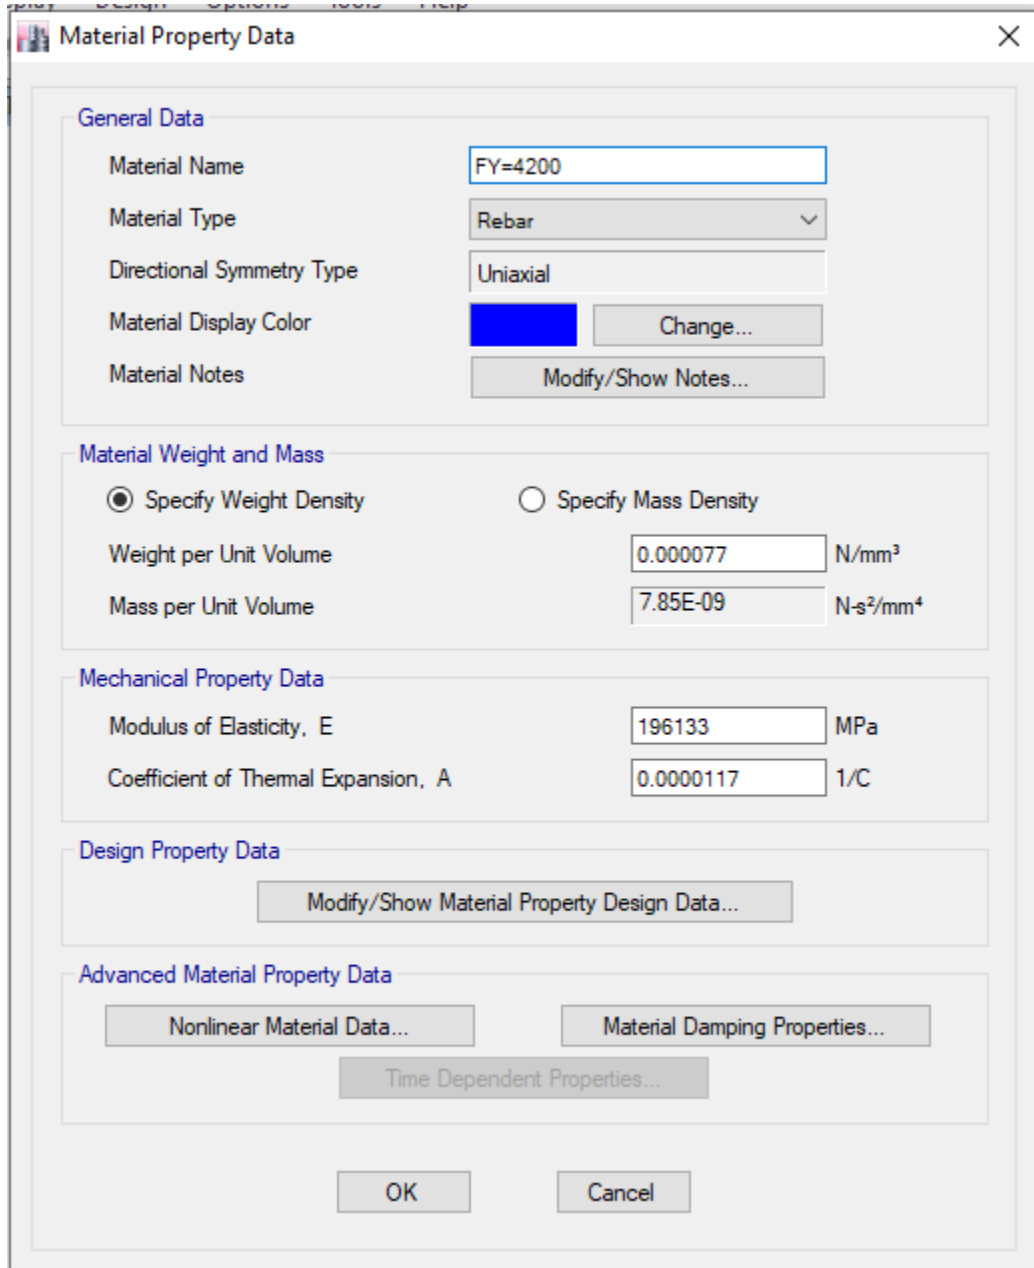 Material Property Data
General Data
Material Name FY=4200
Material Type Rebar
Directional Symmetry Type Uniaxial
Material Display Color Change...
Material Notes Modify/Show Notes...
Material Weight and Mass
Specify Weight Density Specify Mass Density
Weight per Unit Volume 0.000077 N/mm³
Mass per Unit Volume 7.85E-09 N-s²/mm⁴
Mechanical Property Data
Modulus of Elasticity, E 196133 MPa
Coefficient of Thermal Expansion, A 0.0000117 1/C
Design Property Data
Modify/Show Material Property Design Data...
Advanced Material Property Data
Nonlinear Material Data... Material Damping Properties...
Time Dependent Properties...
OK Cancel